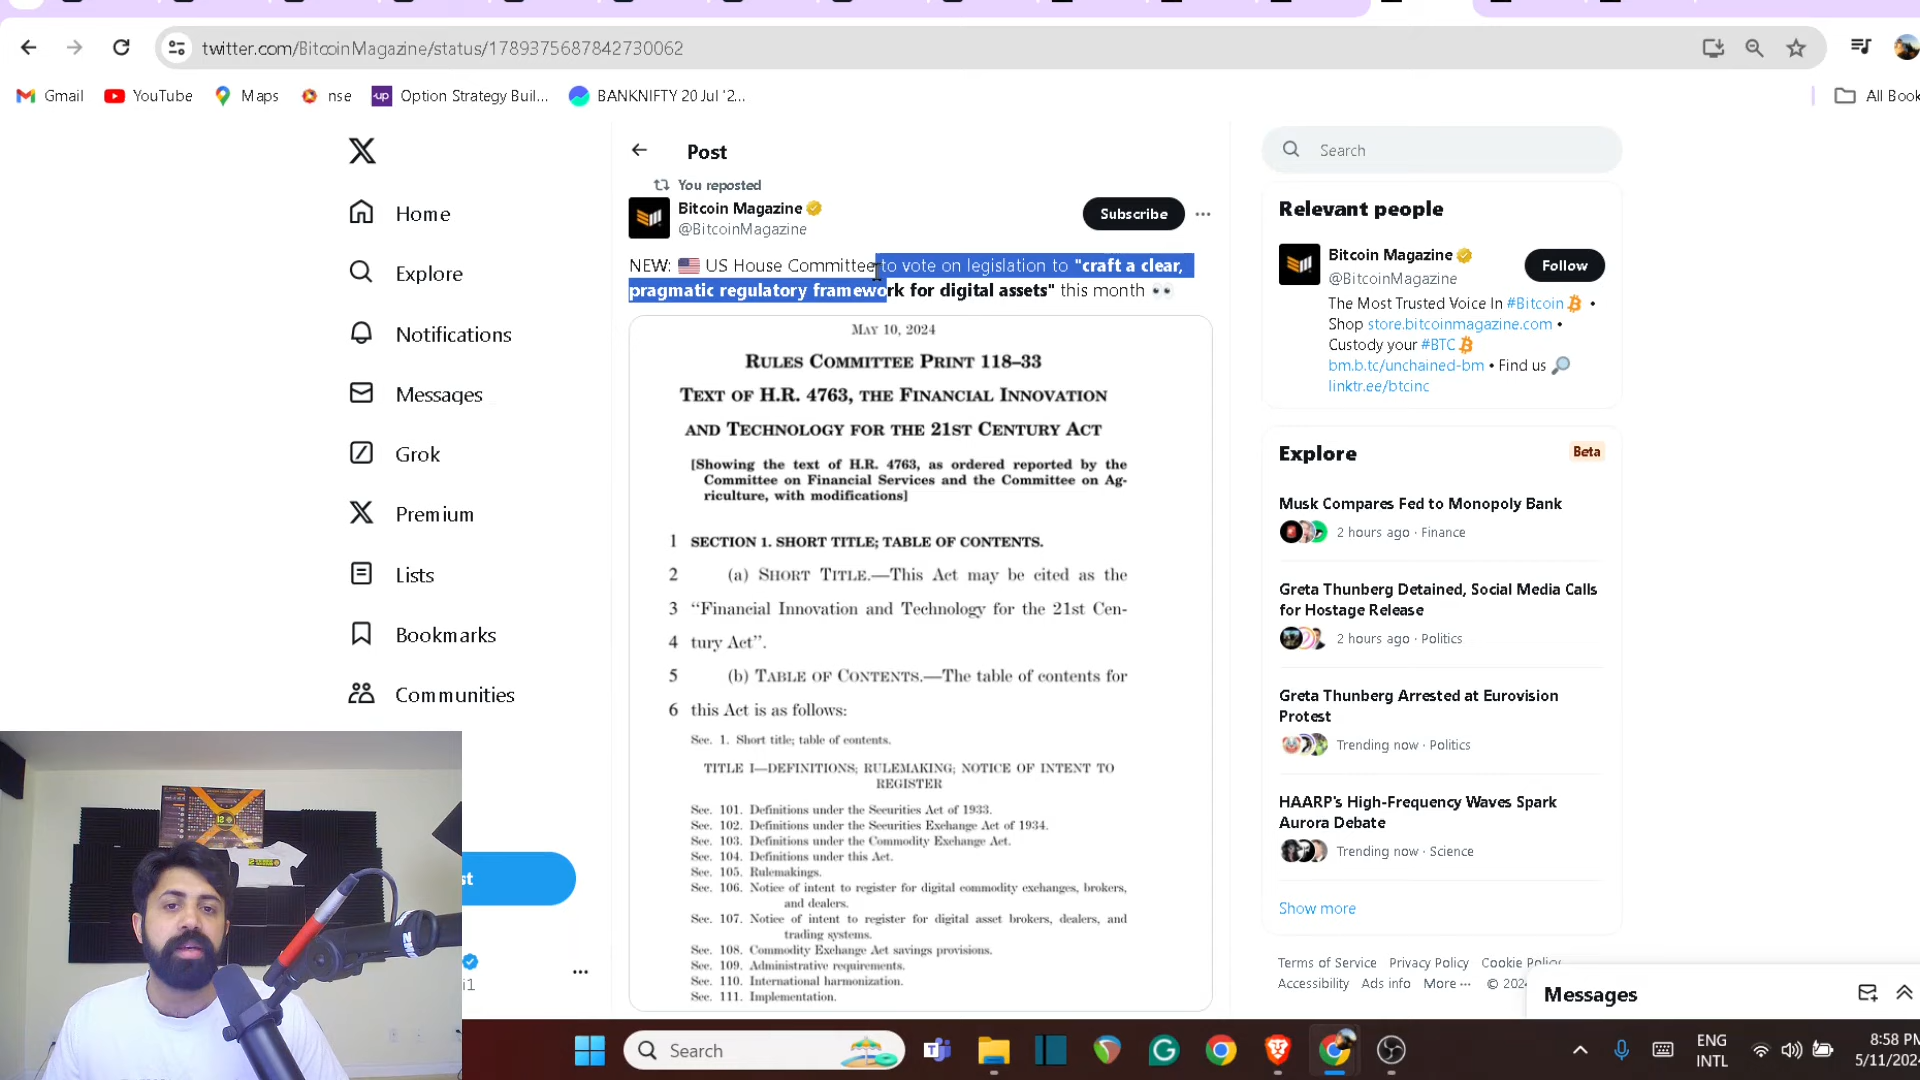 twitter.com/BitcoinMagazine/status/1789375687842730062
Gmail
YouTube
Maps
nse
Option Strategy Buil...
BANKNIFTY 20 Jul '2...
All Book
Home
Explore
Notifications
Messages
Grok
Premium
Lists
Bookmarks
Communities
Post
You reposted
Bitcoin Magazine
@BitcoinMagazine
Subscribe
NEW: 🇺🇸 US House Committee to vote on legislation to "craft a clear,
pragmatic regulatory framework for digital assets" this month 👀
MAY 10, 2024
RULES COMMITTEE PRINT 118–33
TEXT OF H.R. 4763, THE FINANCIAL INNOVATION
AND TECHNOLOGY FOR THE 21ST CENTURY ACT
[Showing the text of H.R. 4763, as ordered reported by the
Committee on Financial Services and the Committee on Ag-
riculture, with modifications]
1 SECTION 1. SHORT TITLE; TABLE OF CONTENTS.
2 (a) SHORT TITLE.—This Act may be cited as the
3 ‘‘Financial Innovation and Technology for the 21st Cen-
4 tury Act’’.
5 (b) TABLE OF CONTENTS.—The table of contents for
6 this Act is as follows:
Sec. 1. Short title; table of contents.
TITLE I—DEFINITIONS; RULEMAKING; NOTICE OF INTENT TO
REGISTER
Sec. 101. Definitions under the Securities Act of 1933.
Sec. 102. Definitions under the Securities Exchange Act of 1934.
Sec. 103. Definitions under the Commodity Exchange Act.
Sec. 104. Definitions under this Act.
Sec. 105. Rulemakings.
Sec. 106. Notice of intent to register for digital commodity exchanges, brokers,
and dealers.
Sec. 107. Notice of intent to register for digital asset brokers, dealers, and
trading systems.
Sec. 108. Commodity Exchange Act savings provisions.
Sec. 109. Administrative requirements.
Sec. 110. International harmonization.
Sec. 111. Implementation.
Search
Relevant people
Bitcoin Magazine
@BitcoinMagazine
Follow
The Most Trusted Voice In #Bitcoin •
Shop store.bitcoinmagazine.com •
Custody your #BTC
bm.b.tc/unchained-bm • Find us 🔎
linktr.ee/btcinc
Explore
Beta
Musk Compares Fed to Monopoly Bank
2 hours ago · Finance
Greta Thunberg Detained, Social Media Calls
for Hostage Release
2 hours ago · Politics
Greta Thunberg Arrested at Eurovision
Protest
Trending now · Politics
HAARP's High-Frequency Waves Spark
Aurora Debate
Trending now · Science
Show more
Terms of Service Privacy Policy Cookie Policy
Accessibility Ads info More ··· © 202
Messages
st
i1
Search
ENG
INTL
8:58 PM
5/11/2024